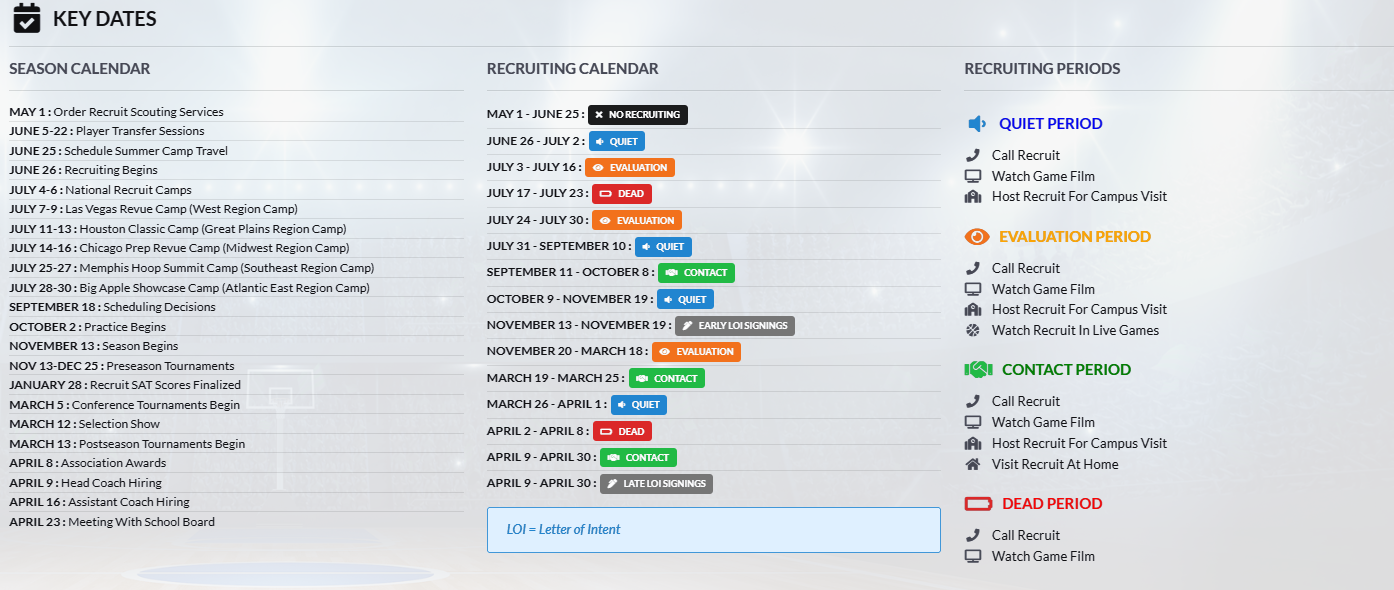 KEY DATES
SEASON CALENDAR
MAY 1 : Order Recruit Scouting Services
JUNE 5-22 : Player Transfer Sessions
JUNE 25 : Schedule Summer Camp Travel
JUNE 26 : Recruiting Begins
JULY 4-6 : National Recruit Camps
JULY 7-9 : Las Vegas Revue Camp (West Region Camp)
JULY 11-13 : Houston Classic Camp (Great Plains Region Camp)
JULY 14-16 : Chicago Prep Revue Camp (Midwest Region Camp)
JULY 25-27 : Memphis Hoop Summit Camp (Southeast Region Camp)
JULY 28-30 : Big Apple Showcase Camp (Atlantic East Region Camp)
SEPTEMBER 18 : Scheduling Decisions
OCTOBER 2 : Practice Begins
NOVEMBER 13 : Season Begins
NOV 13-DEC 25 : Preseason Tournaments
JANUARY 28 : Recruit SAT Scores Finalized
MARCH 5 : Conference Tournaments Begin
MARCH 12 : Selection Show
MARCH 13 : Postseason Tournaments Begin
APRIL 8 : Association Awards
APRIL 9 : Head Coach Hiring
APRIL 16 : Assistant Coach Hiring
APRIL 23 : Meeting With School Board
RECRUITING CALENDAR
MAY 1 - JUNE 25 : NO RECRUITING
JUNE 26 - JULY 2 : QUIET
JULY 3 - JULY 16 : EVALUATION
JULY 17 - JULY 23 : DEAD
JULY 24 - JULY 30 : EVALUATION
JULY 31 - SEPTEMBER 10 : QUIET
SEPTEMBER 11 - OCTOBER 8 : CONTACT
OCTOBER 9 - NOVEMBER 19 : QUIET
NOVEMBER 13 - NOVEMBER 19 : EARLY LOI SIGNINGS
NOVEMBER 20 - MARCH 18 : EVALUATION
MARCH 19 - MARCH 25 : CONTACT
MARCH 26 - APRIL 1 : QUIET
APRIL 2 - APRIL 8 : DEAD
APRIL 9 - APRIL 30 : CONTACT
APRIL 9 - APRIL 30 : LATE LOI SIGNINGS
LOI = Letter of Intent
RECRUITING PERIODS
QUIET PERIOD
Call Recruit
Watch Game Film
Host Recruit For Campus Visit
EVALUATION PERIOD
Call Recruit
Watch Game Film
Host Recruit For Campus Visit
Watch Recruit In Live Games
CONTACT PERIOD
Call Recruit
Watch Game Film
Host Recruit For Campus Visit
Visit Recruit At Home
DEAD PERIOD
Call Recruit
Watch Game Film